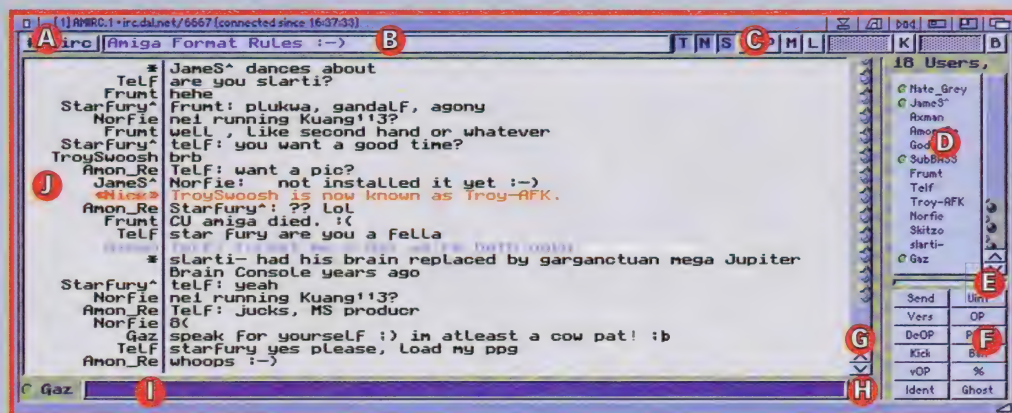 [1] AMIRC.1 • irc.dal.net/6667 (connected since 16:37:33)
A
Amiga Format Rules :-)
B
T N S C P M L K B
* JameS^ dances about
TeLf are you slarti?
Frumt hehe
StarFury^ Frumt: plukwa, gandalf, agony
Norfie ne1 running Kuang113?
Frumt well , Like second hand or whatever
StarFury^ teLf: you want a good time?
TroySwoosh brb
Amon_Re TeLf: want a pic?
JameS^ Norfie: not installed it yet :-)
«Nick» TroySwoosh is now known as Troy-AFK.
Amon_Re StarFury^: ?? LoL
Frumt CU amiga died. :(
TeLf star fury are you a fella
* slarti- had his brain replaced by garganctuan mega Jupiter
Brain Console years ago
StarFury^ teLf: yeah
Norfie ne1 running Kuang113?
Amon_Re TeLf: jucks, MS producr
Norfie 8(
Gaz speak for yourself :) im atleast a cow pat! :b
TeLf starfury yes please, Load my ppg
Amon_Re whoops :-)
J
18 Users,
Nate_Grey
JameS^
Axman
D
SubBASS
Frumt
Telf
Troy-AFK
Norfie
Skitzo
slarti-
Gaz
E
Send
Vers OP
DeOP
F
Kick
vOP %
Ident Ghost
G
Gaz
I
H